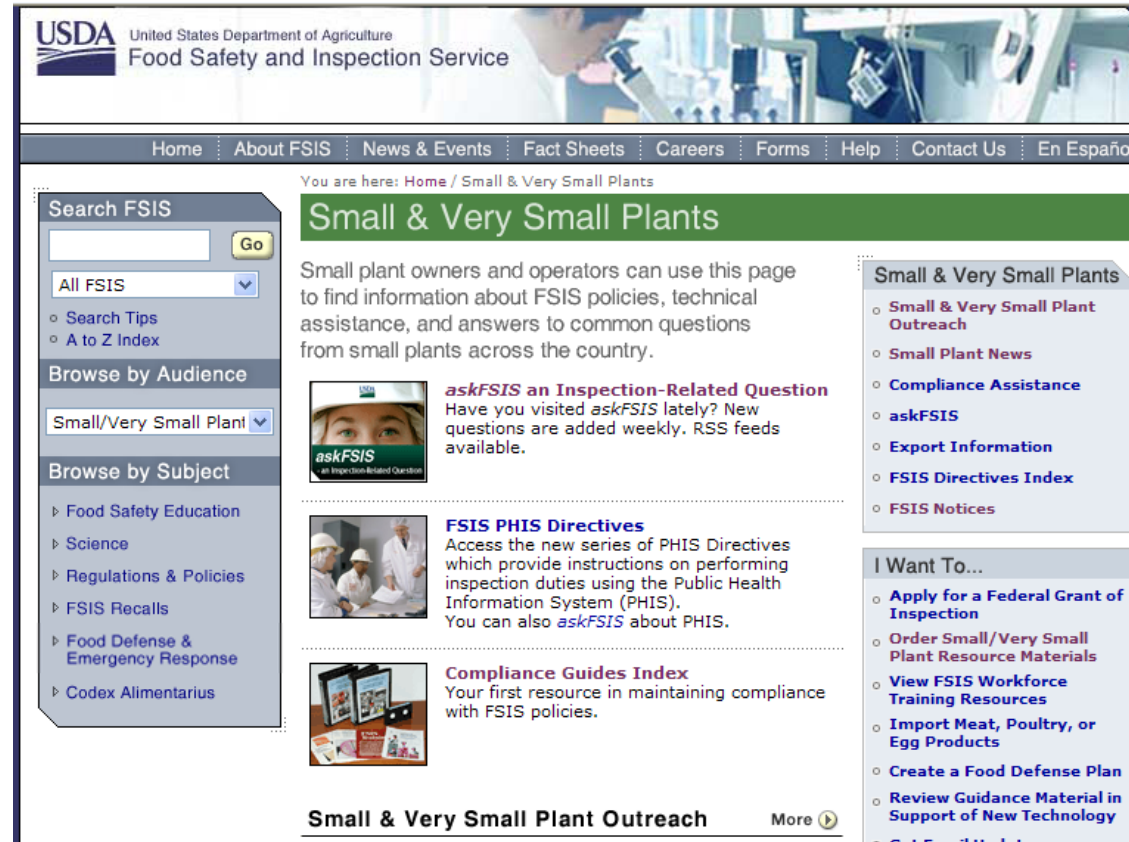 USDA
United States Department of Agriculture
Food Safety and Inspection Service
Home
About FSIS
News & Events
Fact Sheets
Careers
Forms
Help
Contact Us
En Españo
You are here: Home / Small & Very Small Plants
Search FSIS
Go
All FSIS
Search Tips
A to Z Index
Browse by Audience
Small/Very Small Plant
Browse by Subject
Food Safety Education
Science
Regulations & Policies
FSIS Recalls
Food Defense &
Emergency Response
Codex Alimentarius
Small & Very Small Plants
Small plant owners and operators can use this page
to find information about FSIS policies, technical
assistance, and answers to common questions
from small plants across the country.
USDA
askFSIS
- an Inspection-Related Question
askFSIS an Inspection-Related Question
Have you visited askFSIS lately? New
questions are added weekly. RSS feeds
available.
FSIS PHIS Directives
Access the new series of PHIS Directives
which provide instructions on performing
inspection duties using the Public Health
Information System (PHIS).
You can also askFSIS about PHIS.
Compliance Guides Index
Your first resource in maintaining compliance
with FSIS policies.
Small & Very Small Plant Outreach
More
Small & Very Small Plants
Small & Very Small Plant
Outreach
Small Plant News
Compliance Assistance
askFSIS
Export Information
FSIS Directives Index
FSIS Notices
I Want To...
Apply for a Federal Grant of
Inspection
Order Small/Very Small
Plant Resource Materials
View FSIS Workforce
Training Resources
Import Meat, Poultry, or
Egg Products
Create a Food Defense Plan
Review Guidance Material in
Support of New Technology